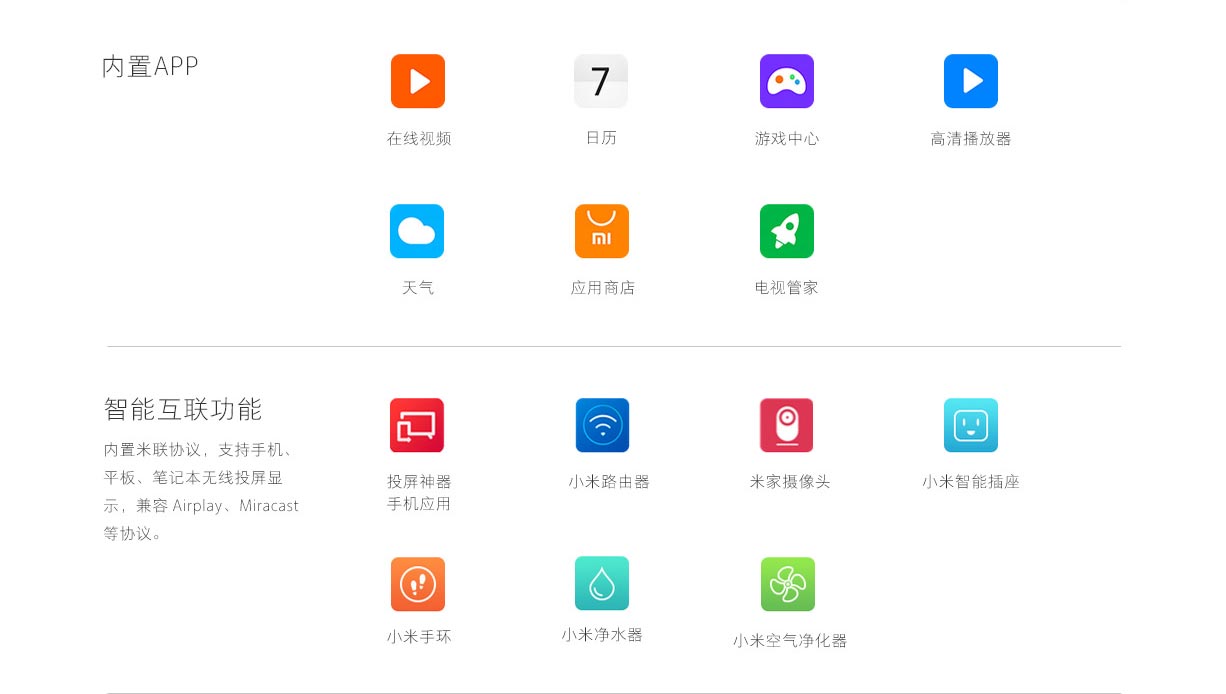 内置APP
7
在线视频
日历
游戏中心
高清播放器
mi
天气
应用商店
电视管家
智能互联功能
内置米联协议，支持手机、
平板、笔记本无线投屏显
示，兼容 Airplay、Miracast
等协议。
投屏神器
手机应用
小米路由器
米家摄像头
小米智能插座
小米手环
小米净水器
小米空气净化器